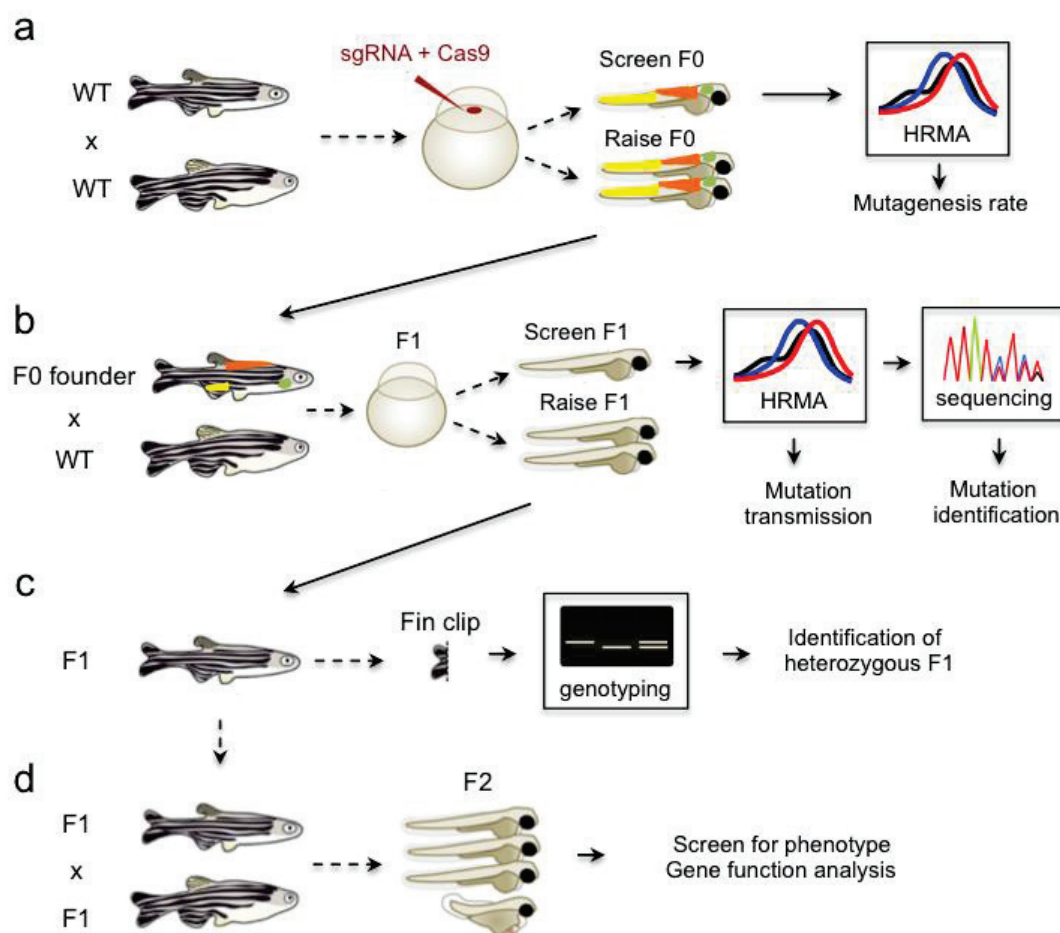 a
sgRNA + Cas9
WT
x
WT
Screen F0
Raise F0
HRMA
Mutagenesis rate
b
F0 founder
x
WT
F1
Screen F1
Raise F1
HRMA
sequencing
Mutation
transmission
Mutation
identification
c
F1
Fin clip
genotyping
Identification of
heterozygous F1
d
F1
x
F1
F2
Screen for phenotype
Gene function analysis